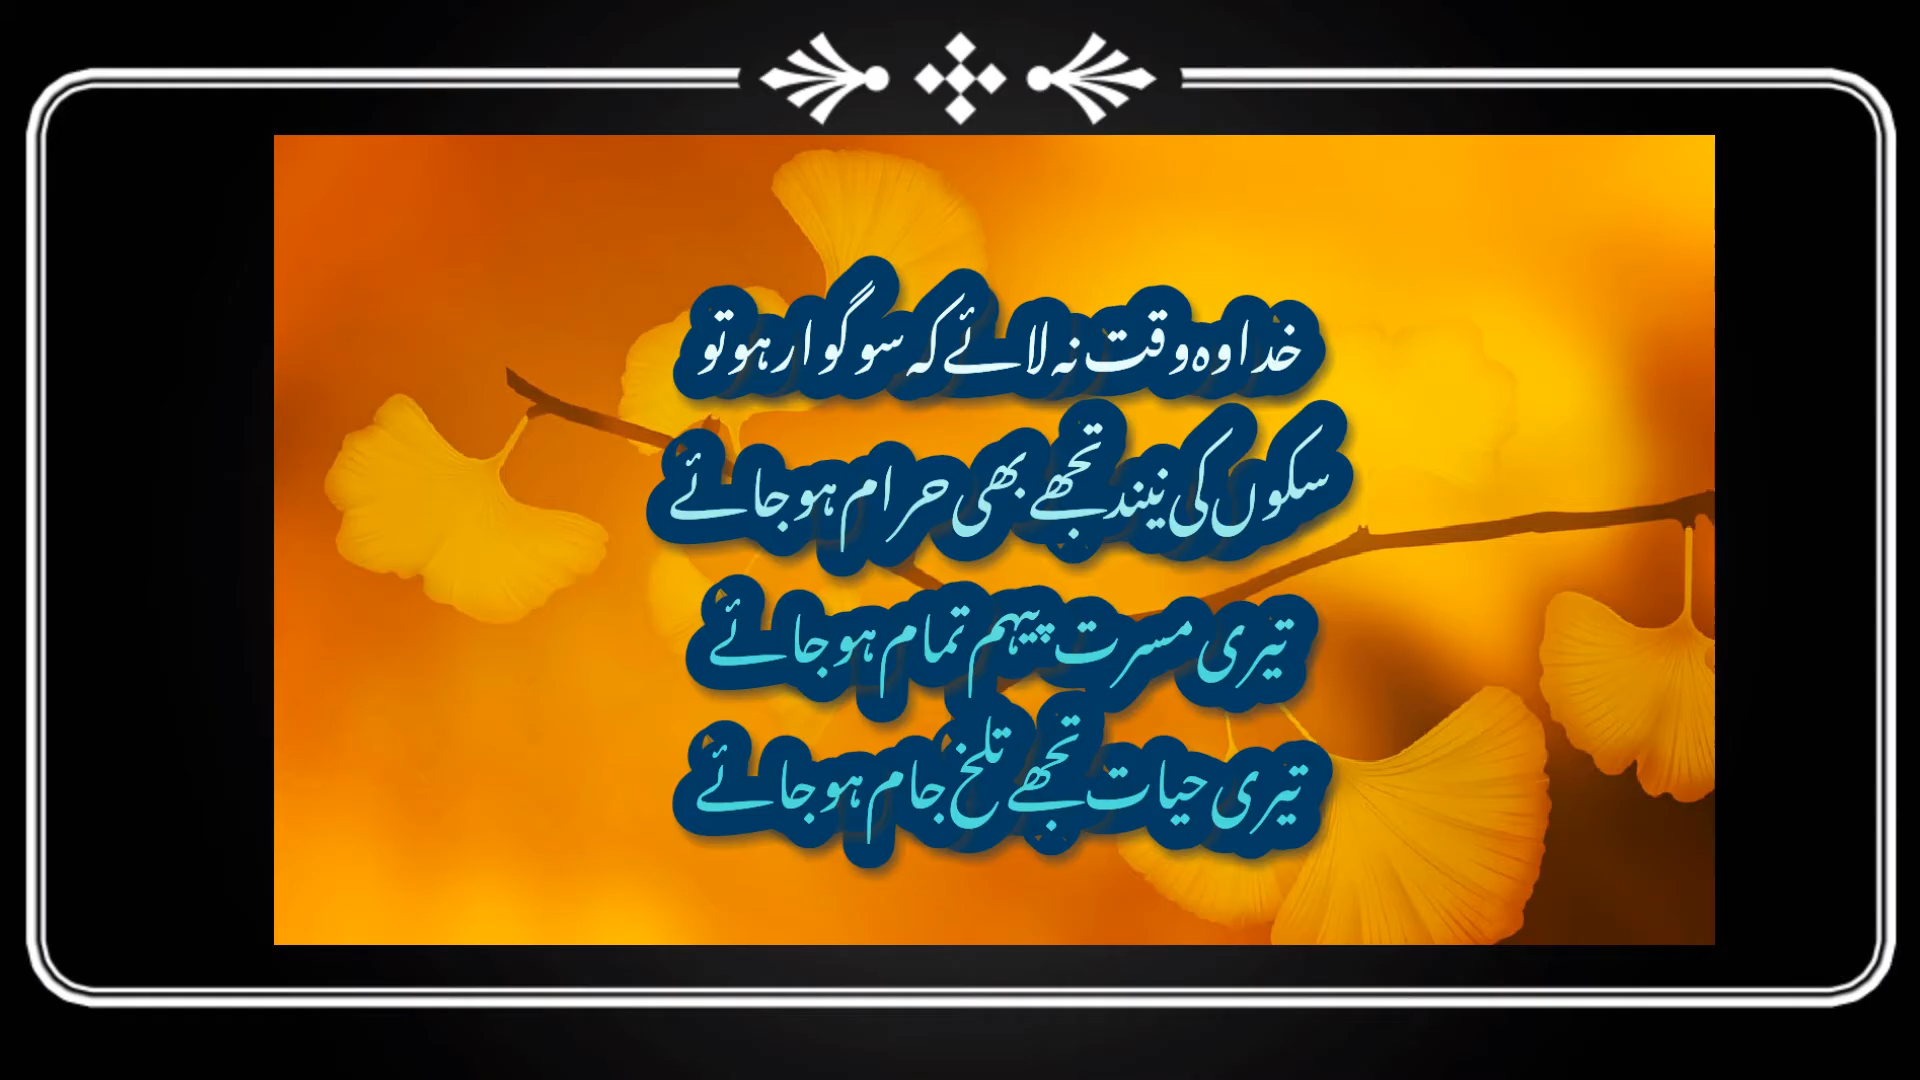 خدا وہ وقت نہ لائے کہ سوگوار ہو تو
سکوں کی نیند تجھے بھی حرام ہو جائے
تیری مسرت پیہم تمام ہو جائے
تیری حیات تجھے تلخ جام ہو جائے